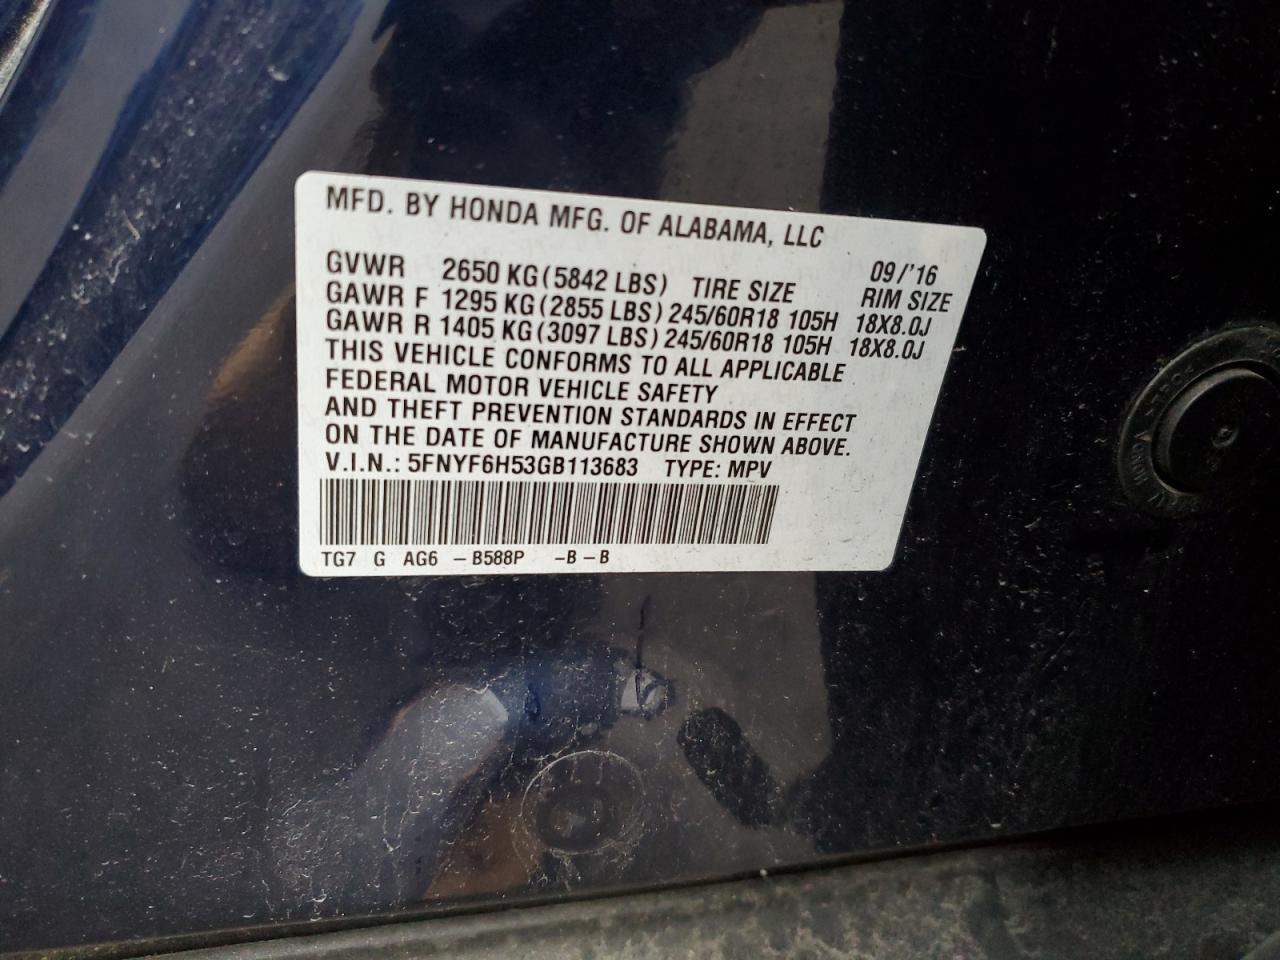 MFD. BY HONDA MFG. OF ALABAMA, LLC
09/'16
GVWR 2650 KG (5842 LBS) TIRE SIZE RIM SIZE
GAWR F 1295 KG (2855 LBS) 245/60R18 105H 18X8.0J
GAWR R 1405 KG (3097 LBS) 245/60R18 105H 18X8.0J
THIS VEHICLE CONFORMS TO ALL APPLICABLE
FEDERAL MOTOR VEHICLE SAFETY
AND THEFT PREVENTION STANDARDS IN EFFECT
ON THE DATE OF MANUFACTURE SHOWN ABOVE.
V.I.N.: 5FNYF6H53GB113683 TYPE: MPV
TG7 G AG6 -B588P -B-B